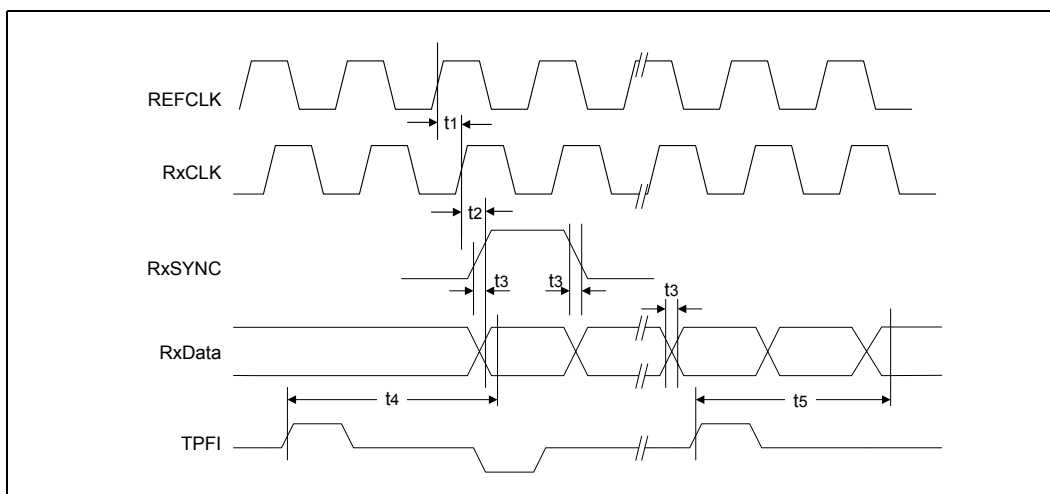 REFCLK
t1
RxCLK
t2
RxSYNC
t3
t3
t3
RxData
t4
t5
TPFI